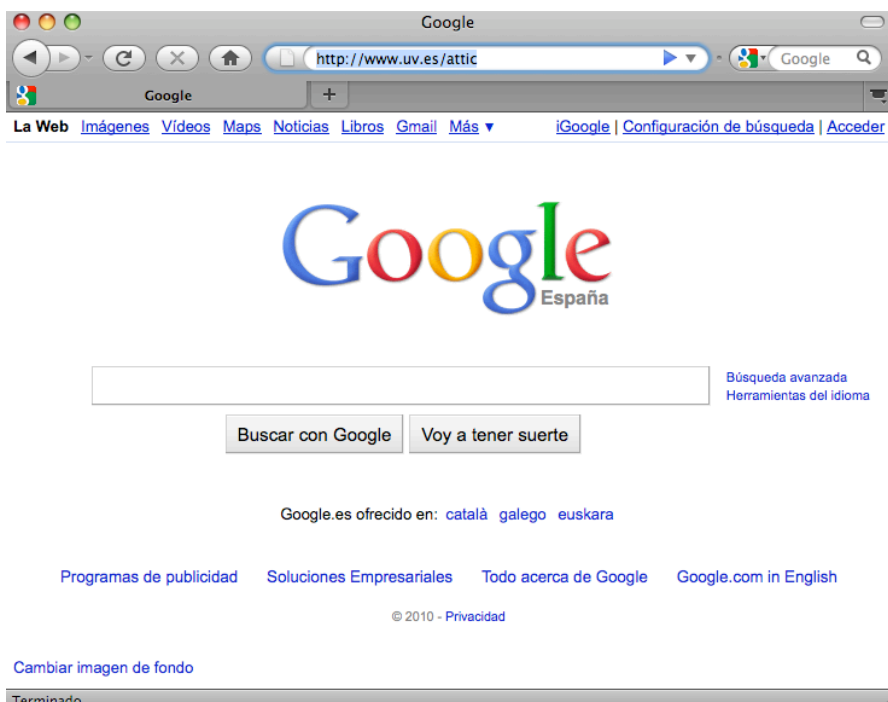 Google
http://www.uv.es/attic Google
Google
La Web Imágenes Vídeos Maps Noticias Libros Gmail Más ▼ iGoogle | Configuración de búsqueda | Acceder
Google
España
Búsqueda avanzada
Herramientas del idioma
Buscar con Google Voy a tener suerte
Google.es ofrecido en: català galego euskara
Programas de publicidad Soluciones Empresariales Todo acerca de Google Google.com in English
© 2010 - Privacidad
Cambiar imagen de fondo
Terminado